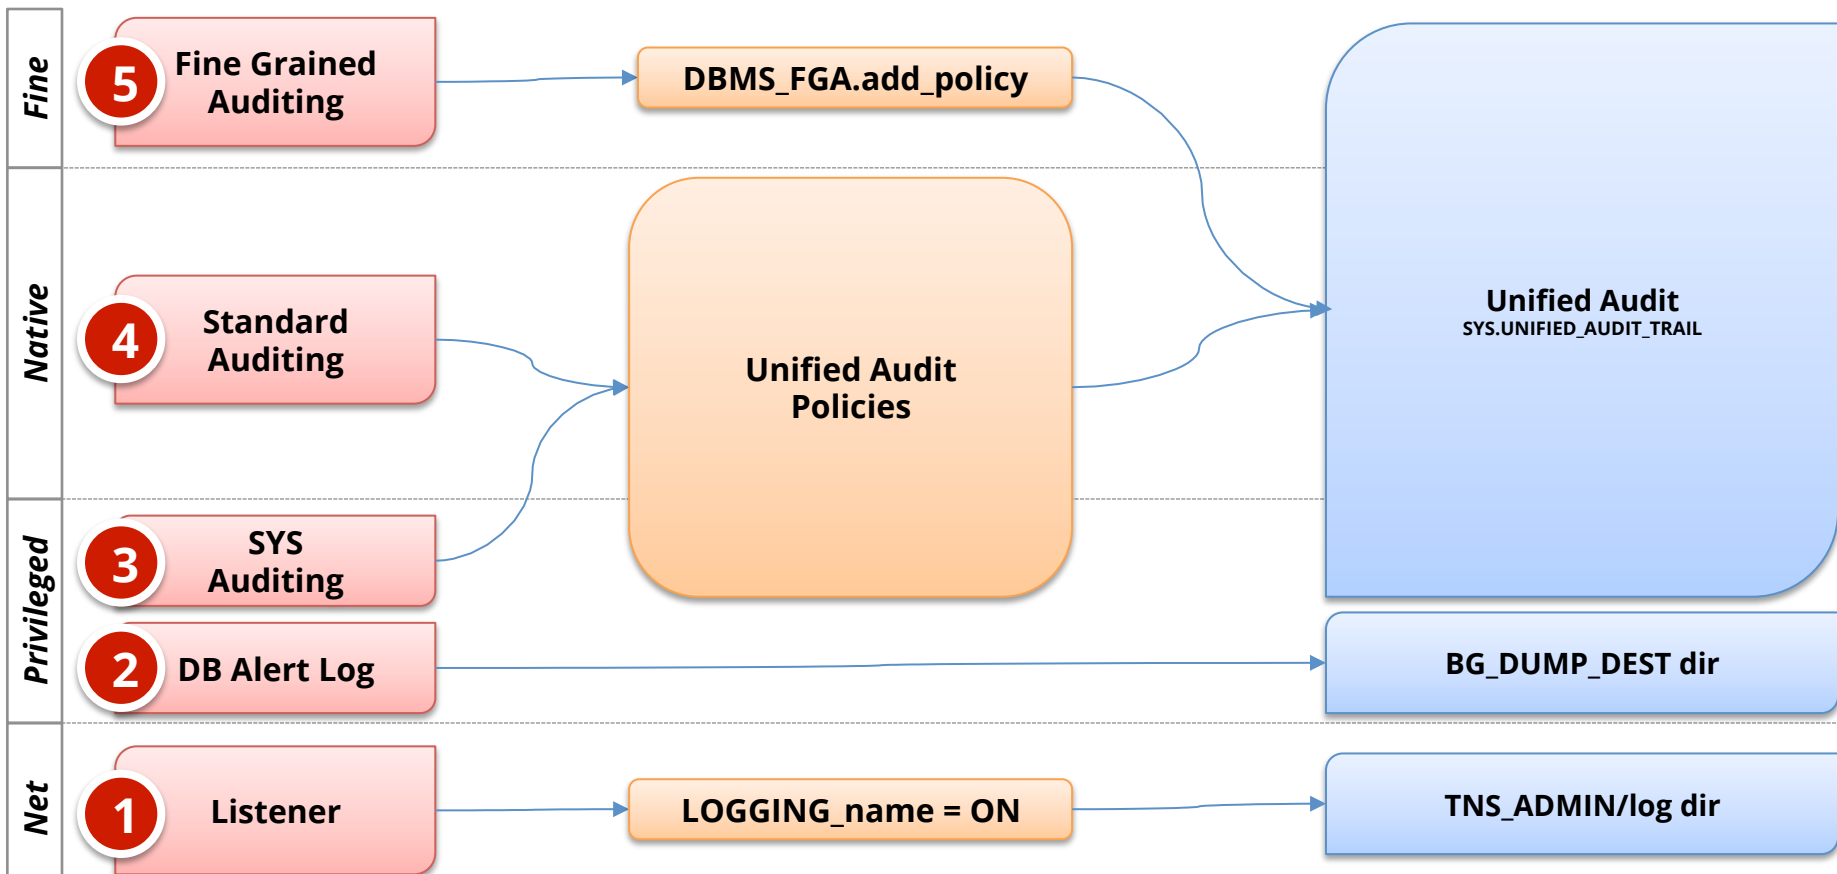 Fine
5
Fine Grained
Auditing
DBMS_FGA.add_policy
Native
4
Standard
Auditing
Unified Audit
Policies
Unified Audit
SYS.UNIFIED_AUDIT_TRAIL
Privileged
3
SYS
Auditing
2
DB Alert Log
BG_DUMP_DEST dir
Net
1
Listener
LOGGING_name = ON
TNS_ADMIN/log dir